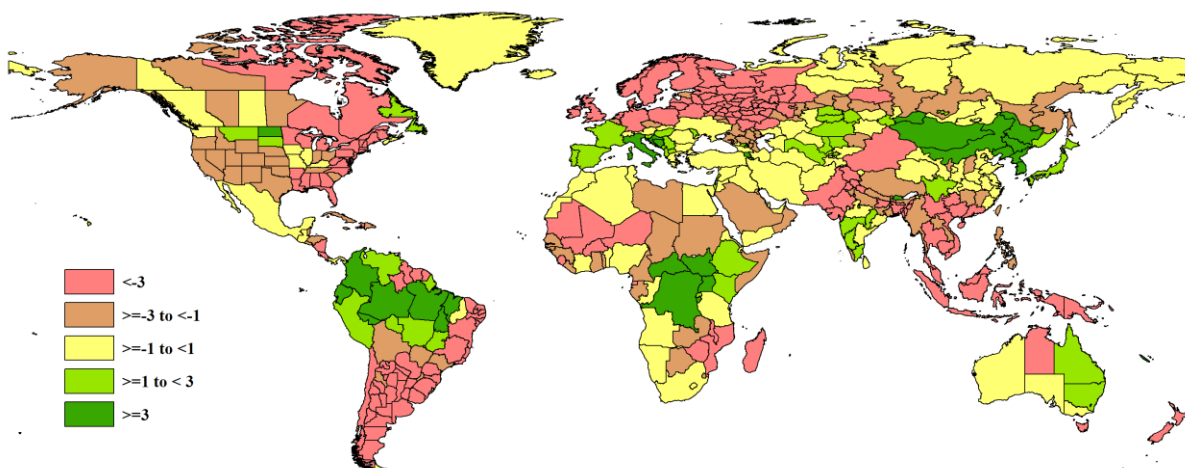 <-3
>=-3 to <-1
>=-1 to <1
>=1 to < 3
>=3